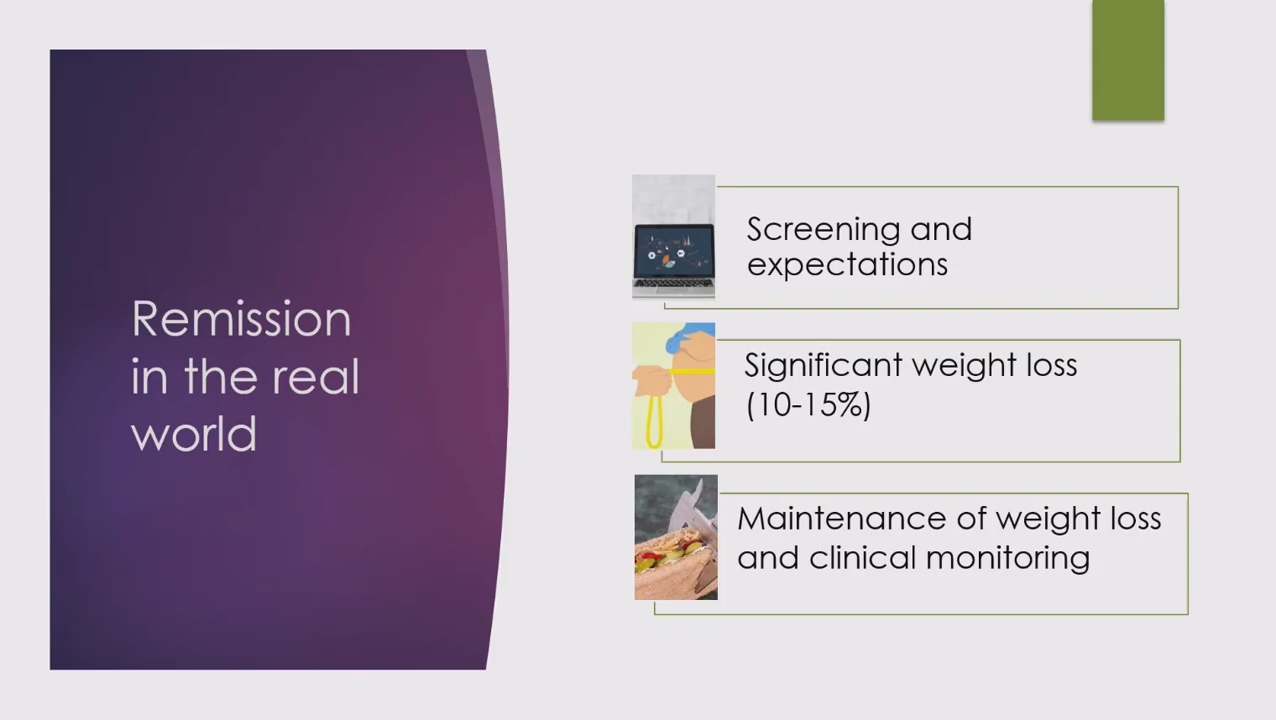 Remission
in the real
world
Screening and
expectations
Significant weight loss
(10-15%)
Maintenance of weight loss
and clinical monitoring